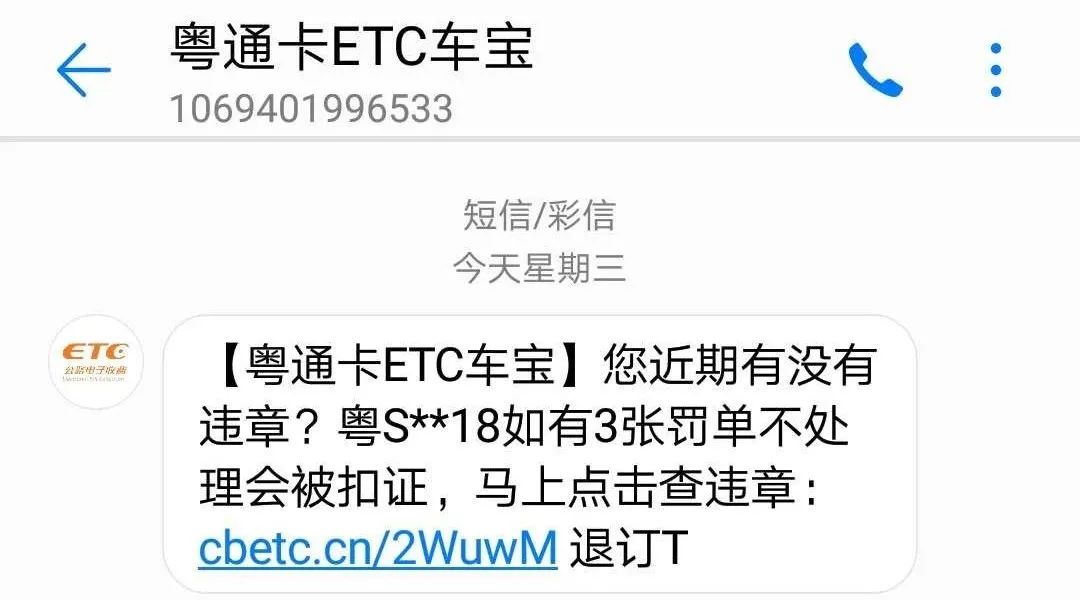 粤通卡ETC车宝
1069401996533
短信/彩信
今天星期三
ETC
公路电子收费
【粤通卡ETC车宝】您近期有没有
违章？粤S**18如有3张罚单不处
理会被扣证，马上点击查违章：
cbetc.cn/2WuwM 退订T